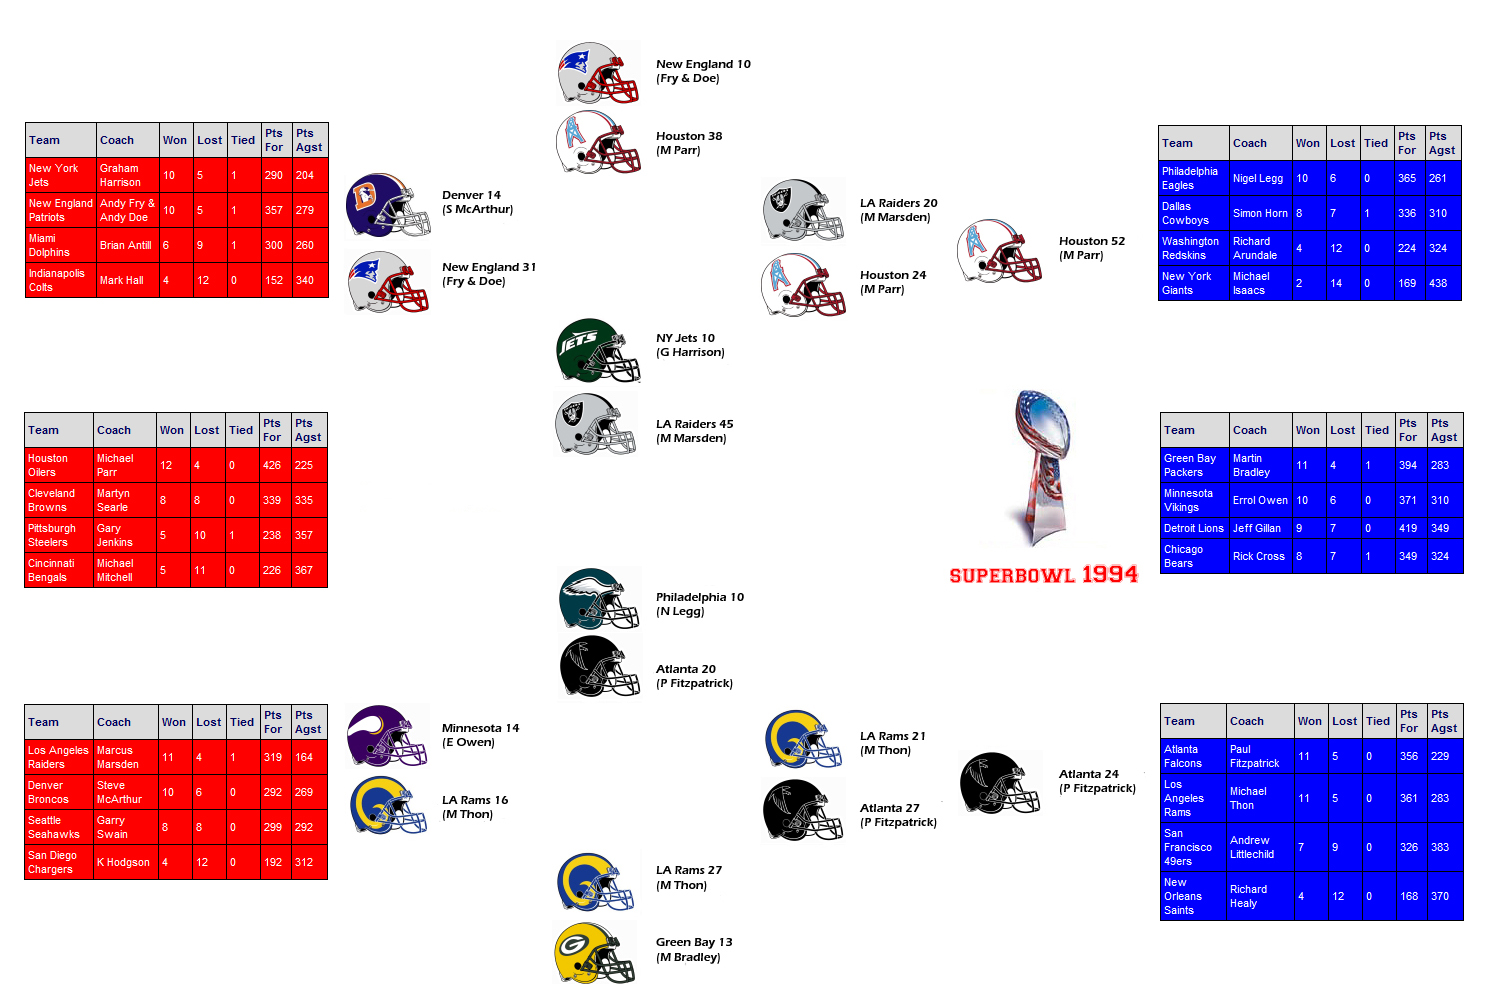 New England 10
(Fry & Doe)
Houston 38
(M Parr)
Team Coach Won Lost Tied Pts For Pts Agst
New York Jets Graham Harrison 10 5 1 290 204
New England Patriots Andy Fry & Andy Doe 10 5 1 357 279
Miami Dolphins Brian Antill 6 9 1 300 260
Indianapolis Colts Mark Hall 4 12 0 152 340
Denver 14
(S McArthur)
New England 31
(Fry & Doe)
LA Raiders 20
(M Marsden)
Houston 24
(M Parr)
Houston 52
(M Parr)
Team Coach Won Lost Tied Pts For Pts Agst
Philadelphia Eagles Nigel Legg 10 6 0 365 261
Dallas Cowboys Simon Horn 8 7 1 336 310
Washington Redskins Richard Arundale 4 12 0 224 324
New York Giants Michael Isaacs 2 14 0 169 438
JETS
NY Jets 10
(G Harrison)
LA Raiders 45
(M Marsden)
Team Coach Won Lost Tied Pts For Pts Agst
Houston Oilers Michael Parr 12 4 0 426 225
Cleveland Browns Martyn Searle 8 8 0 339 335
Pittsburgh Steelers Gary Jenkins 5 10 1 238 357
Cincinnati Bengals Michael Mitchell 5 11 0 226 367
SUPERBOWL 1994
Team Coach Won Lost Tied Pts For Pts Agst
Green Bay Packers Martin Bradley 11 4 1 394 283
Minnesota Vikings Errol Owen 10 6 0 371 310
Detroit Lions Jeff Gillan 9 7 0 419 349
Chicago Bears Rick Cross 8 7 1 349 324
Philadelphia 10
(N Legg)
Atlanta 20
(P Fitzpatrick)
Team Coach Won Lost Tied Pts For Pts Agst
Los Angeles Raiders Marcus Marsden 11 4 1 319 164
Denver Broncos Steve McArthur 10 6 0 292 269
Seattle Seahawks Garry Swain 8 8 0 299 292
San Diego Chargers K Hodgson 4 12 0 192 312
Minnesota 14
(E Owen)
LA Rams 16
(M Thon)
LA Rams 21
(M Thon)
Atlanta 27
(P Fitzpatrick)
Atlanta 24
(P Fitzpatrick)
Team Coach Won Lost Tied Pts For Pts Agst
Atlanta Falcons Paul Fitzpatrick 11 5 0 356 229
Los Angeles Rams Michael Thon 11 5 0 361 283
San Francisco 49ers Andrew Littlechild 7 9 0 326 383
New Orleans Saints Richard Healy 4 12 0 168 370
LA Rams 27
(M Thon)
G
Green Bay 13
(M Bradley)